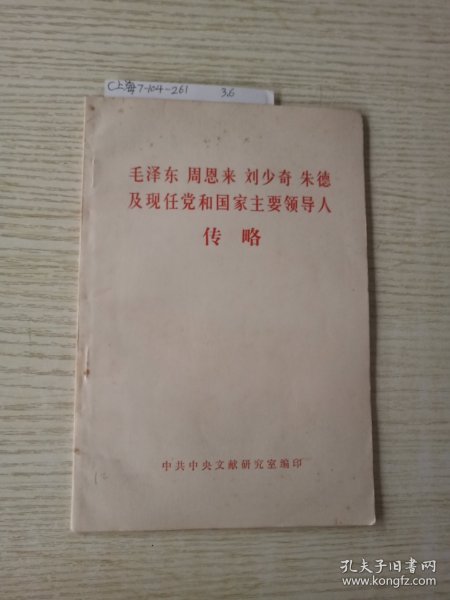 C上海7-104-261 3.6
毛泽东 周恩来 刘少奇 朱德
及现任党和国家主要领导人
传略
中共中央文献研究室编印
12
孔夫子旧书网
www.kongfz.com